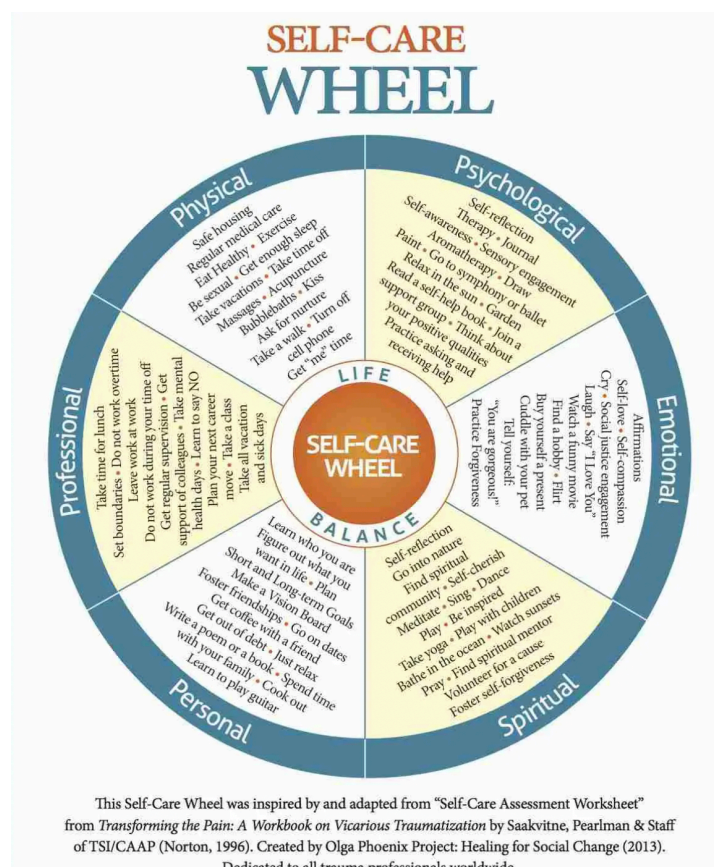 SELF-CARE
WHEEL
Physical
Safe housing
Regular medical care
Eat Healthy • Exercise
Be sexual • Get enough sleep
Take vacations • Take time off
Massages • Acupuncture
Bubblebaths • Kiss
Ask for nurture
Take a walk • Turn off
cell phone
Get "me" time
Psychological
Self-reflection
Therapy • Journal
Self-awareness • Sensory engagement
Aromatherapy • Draw
Paint • Go to symphony or ballet
Relax in the sun • Garden
Read a self-help book • Join a
support group • Think about
your positive qualities
Practice asking and
receiving help
Emotional
Affirmations
Self-love • Self-compassion
Cry • Social justice engagement
Laugh • Say "I Love You"
Watch a funny movie
Find a hobby • Flirt
Buy yourself a present
Cuddle with your pet
Tell yourself:
"You are gorgeous!"
Practice Forgiveness
Spiritual
Self-reflection
Go into nature
Find spiritual
community • Self-cherish
Meditate • Sing • Dance
Play • Be inspired
Take yoga • Play with children
Bathe in the ocean • Watch sunsets
Pray • Find spiritual mentor
Volunteer for a cause
Foster self-forgiveness
Personal
Learn who you are
Figure out what you
want in life • Plan
Short and Long-term Goals
Make a Vision Board
Foster friendships • Go on dates
Get coffee with a friend
Get out of debt • Just relax
Write a poem or a book • Spend time
with your family • Cook out
Learn to play guitar
Professional
Take time for lunch
Set boundaries • Do not work overtime
Leave work at work
Do not work during your time off
Get regular supervision • Get
support of colleagues • Take mental
health days • Learn to say NO
Plan your next career
move • Take a class
Take all vacation
and sick days
LIFE
SELF-CARE
WHEEL
BALANCE
This Self-Care Wheel was inspired by and adapted from "Self-Care Assessment Worksheet"
from Transforming the Pain: A Workbook on Vicarious Traumatization by Saakvitne, Pearlman & Staff
of TSI/CAAP (Norton, 1996). Created by Olga Phoenix Project: Healing for Social Change (2013).
Dedicated to all trauma professionals worldwide